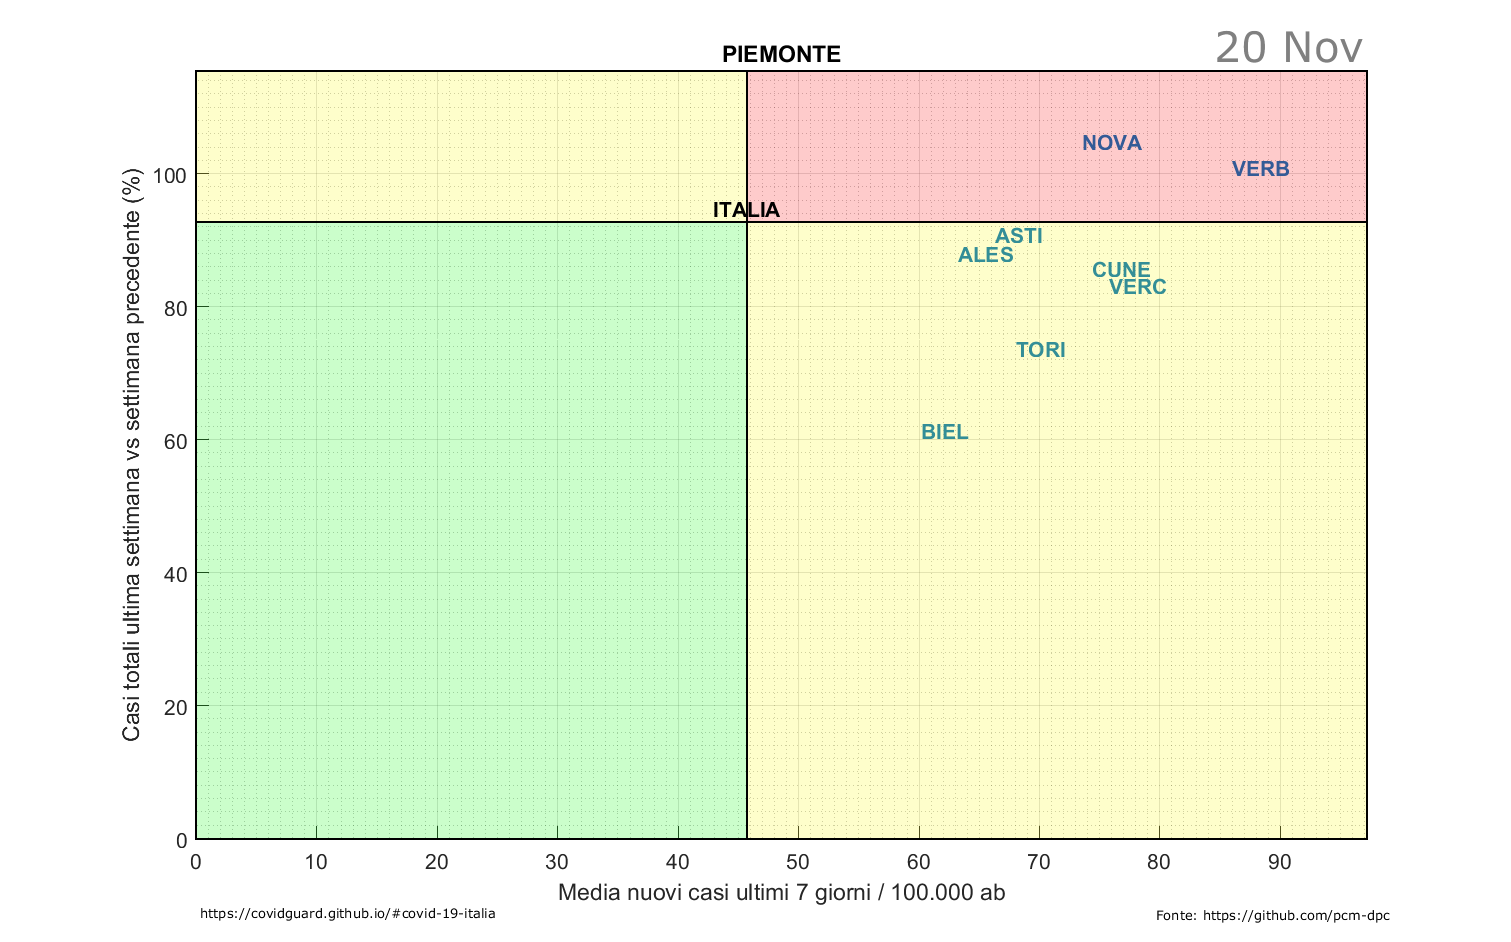 PIEMONTE
20 Nov
NOVA
VERB
ITALIA
ASTI
ALES
CUNE
VERC
TORI
BIEL
Casi totali ultima settimana vs settimana precedente (%)
100
80
60
40
20
0
0 10 20 30 40 50 60 70 80 90
Media nuovi casi ultimi 7 giorni / 100.000 ab
https://covidguard.github.io/#covid-19-italia
Fonte: https://github.com/pcm-dpc